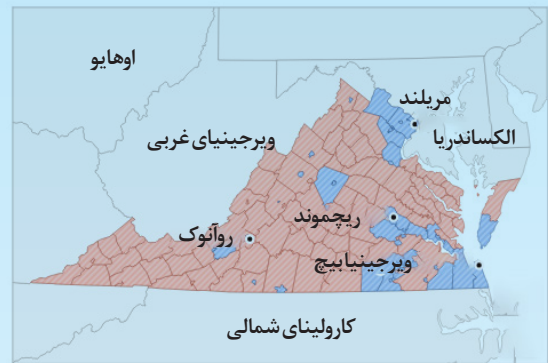 اوهایو
مریلند
الکساندریا
ویرجینیای غربی
ریچموند
روآنوک
ویرجینیابیچ
کارولینای شمالی